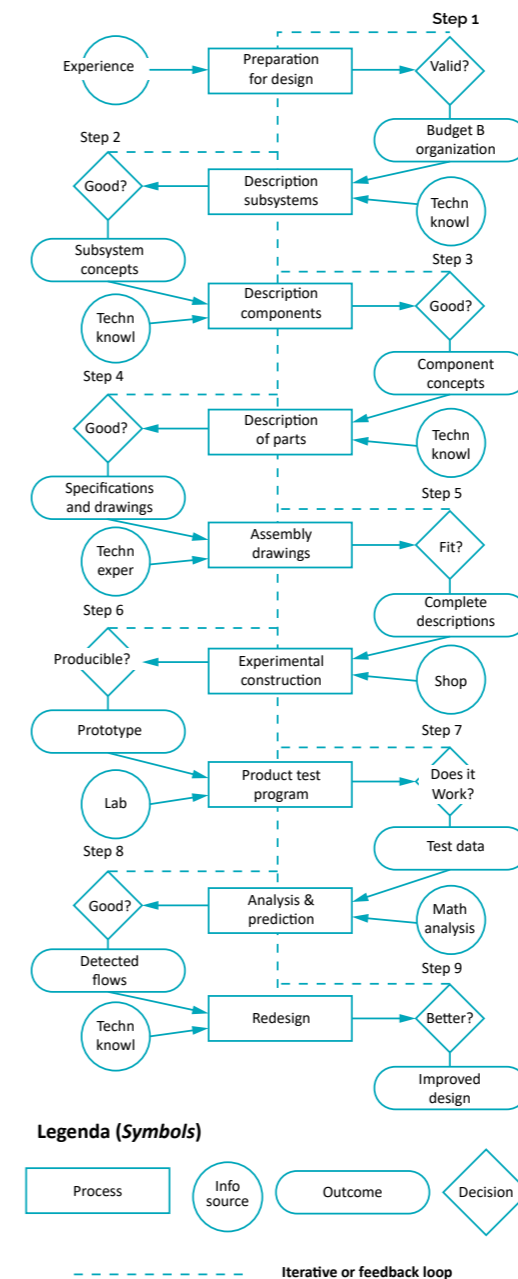 Step 1
Experience
Preparation
for design
Valid?
Budget B
organization
Step 2
Good?
Description
subsystems
Techn
knowl
Subsystem
concepts
Step 3
Techn
knowl
Description
components
Good?
Component
concepts
Step 4
Good?
Description
of parts
Techn
knowl
Specifications
and drawings
Step 5
Techn
exper
Assembly
drawings
Fit?
Complete
descriptions
Step 6
Producible?
Experimental
construction
Shop
Prototype
Step 7
Lab
Product test
program
Does it
Work?
Test data
Step 8
Good?
Analysis &
prediction
Math
analysis
Detected
flows
Step 9
Techn
knowl
Redesign
Better?
Improved
design
Legenda (Symbols)
Process
Info
source
Outcome
Decision
Iterative or feedback loop